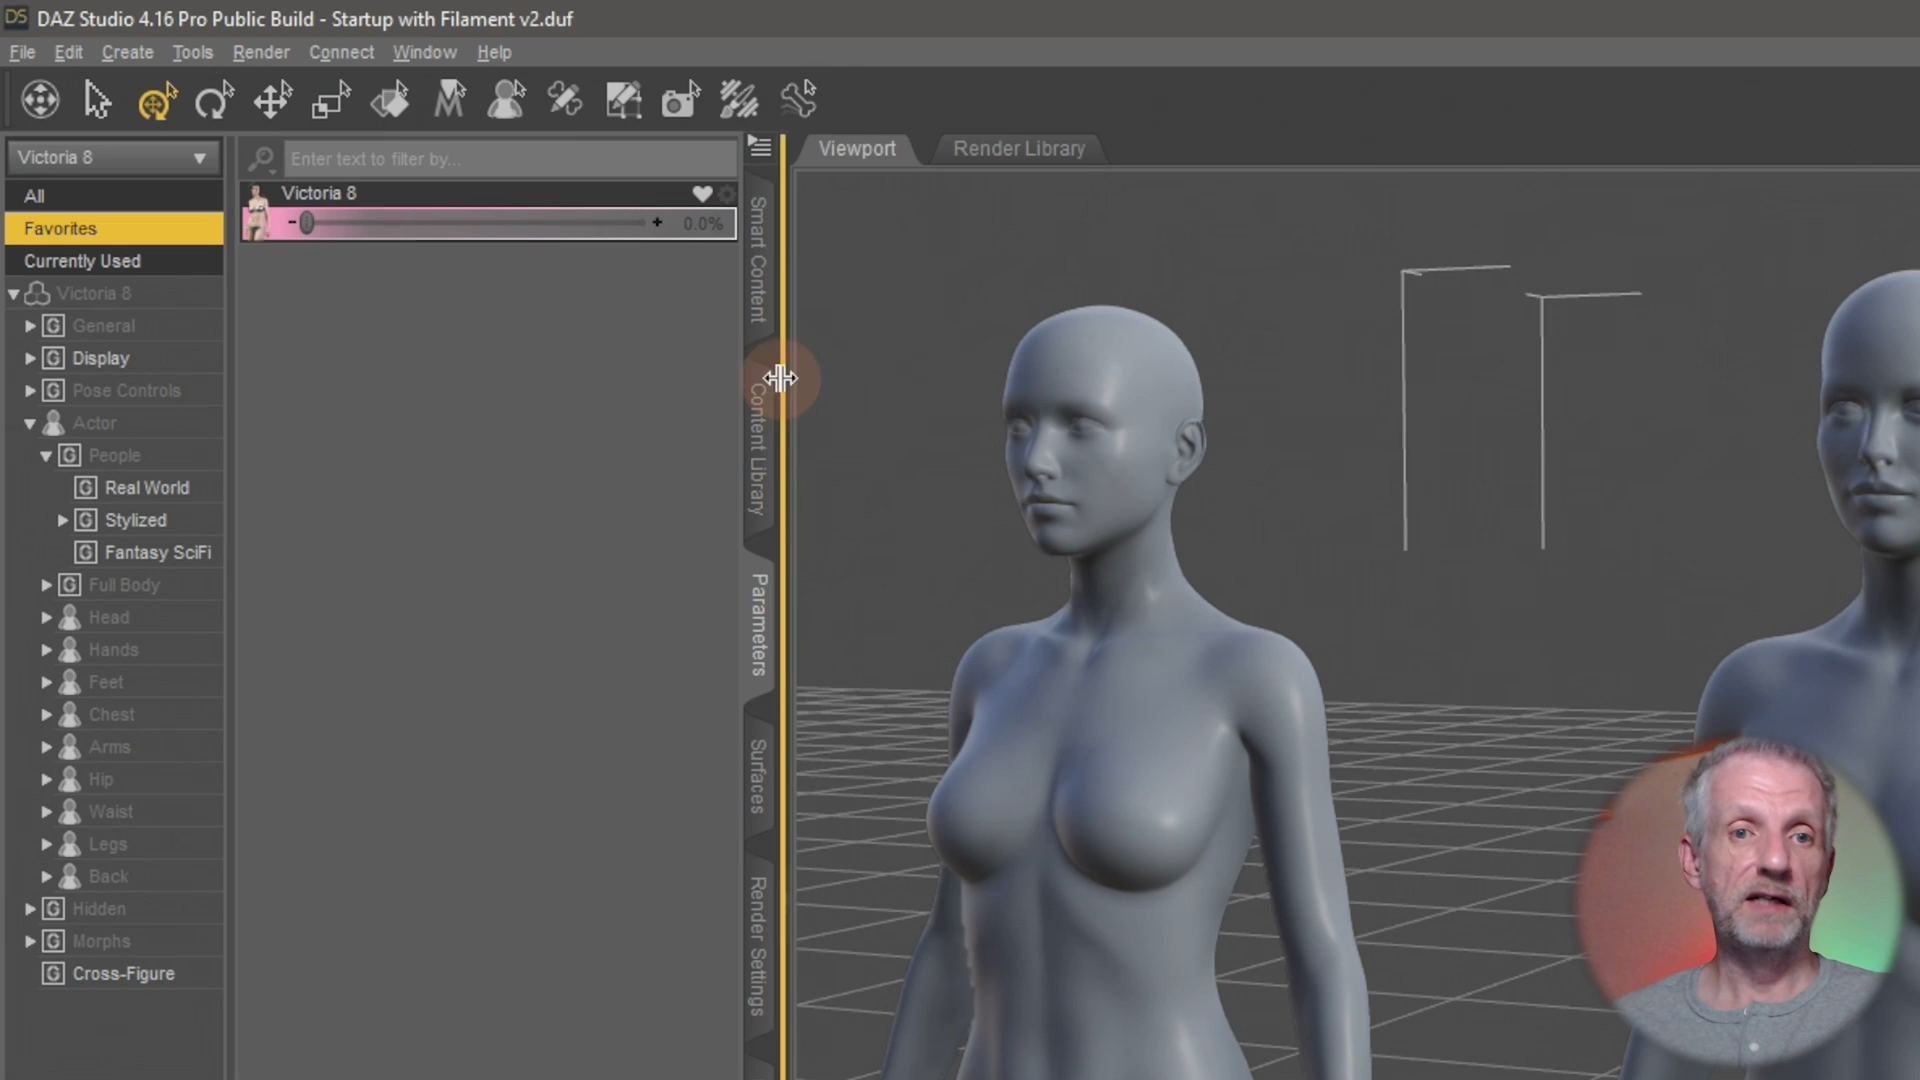 DS DAZ Studio 4.16 Pro Public Build - Startup with Filament v2.duf
File Edit Create Tools Render Connect Window Help
Victoria 8
Enter text to filter by...
Viewport
Render Library
All
Victoria 8
Favorites
- + 0.0%
Currently Used
Victoria 8
G General
G Display
G Pose Controls
Actor
G People
G Real World
G Stylized
G Fantasy SciFi
G Full Body
Head
Hands
Feet
Chest
Arms
Hip
Waist
Legs
Back
G Hidden
G Morphs
G Cross-Figure
Smart Content
Content Library
Parameters
Surfaces
Render Settings